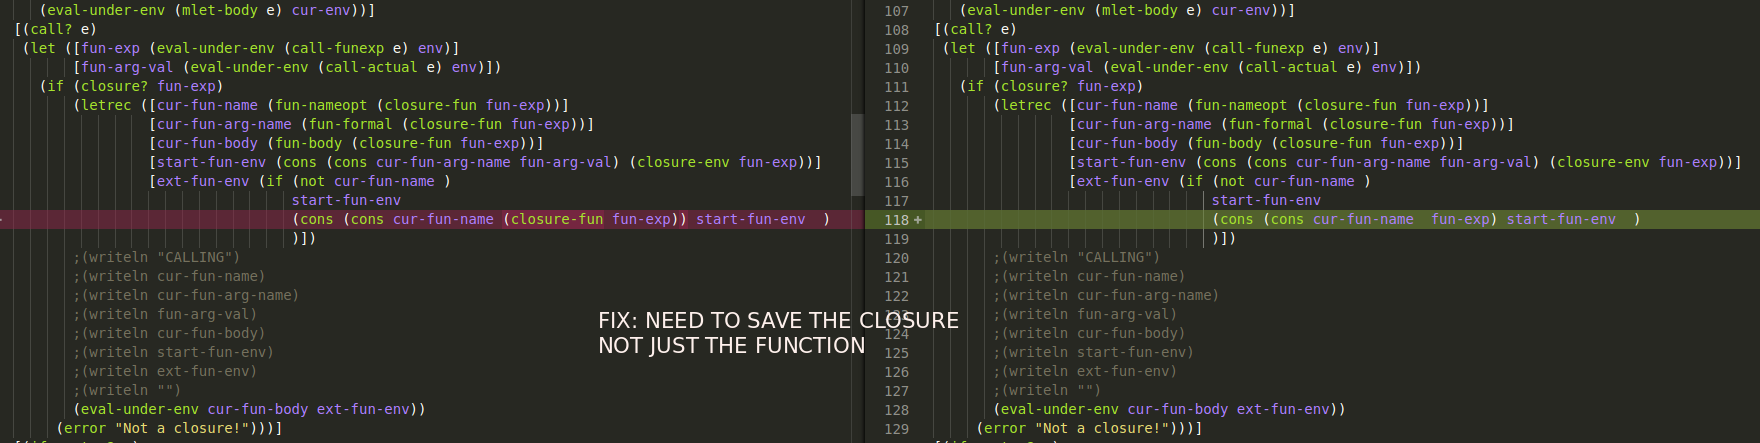 (eval-under-env (mlet-body e) cur-env))]
[(call? e)
(let ([fun-exp (eval-under-env (call-funexp e) env)]
[fun-arg-val (eval-under-env (call-actual e) env)])
(if (closure? fun-exp)
(letrec ([cur-fun-name (fun-nameopt (closure-fun fun-exp))]
[cur-fun-arg-name (fun-formal (closure-fun fun-exp))]
[cur-fun-body (fun-body (closure-fun fun-exp))]
[start-fun-env (cons (cons cur-fun-arg-name fun-arg-val) (closure-env fun-exp))]
[ext-fun-env (if (not cur-fun-name )
start-fun-env
(cons (cons cur-fun-name (closure-fun fun-exp)) start-fun-env  )
)])
;(writeln "CALLING")
;(writeln cur-fun-name)
;(writeln cur-fun-arg-name)
;(writeln fun-arg-val)
;(writeln cur-fun-body)
;(writeln start-fun-env)
;(writeln ext-fun-env)
;(writeln "")
(eval-under-env cur-fun-body ext-fun-env))
(error "Not a closure!")))]
FIX: NEED TO SAVE THE CLOSURE
NOT JUST THE FUNCTION
107 (eval-under-env (mlet-body e) cur-env))]
108 [(call? e)
109 (let ([fun-exp (eval-under-env (call-funexp e) env)]
110 [fun-arg-val (eval-under-env (call-actual e) env)])
111 (if (closure? fun-exp)
112 (letrec ([cur-fun-name (fun-nameopt (closure-fun fun-exp))]
113 [cur-fun-arg-name (fun-formal (closure-fun fun-exp))]
114 [cur-fun-body (fun-body (closure-fun fun-exp))]
115 [start-fun-env (cons (cons cur-fun-arg-name fun-arg-val) (closure-env fun-exp))]
116 [ext-fun-env (if (not cur-fun-name )
117 start-fun-env
118 + (cons (cons cur-fun-name  fun-exp) start-fun-env  )
119 )])
120 ;(writeln "CALLING")
121 ;(writeln cur-fun-name)
122 ;(writeln cur-fun-arg-name)
123 ;(writeln fun-arg-val)
124 ;(writeln cur-fun-body)
125 ;(writeln start-fun-env)
126 ;(writeln ext-fun-env)
127 ;(writeln "")
128 (eval-under-env cur-fun-body ext-fun-env))
129 (error "Not a closure!")))]